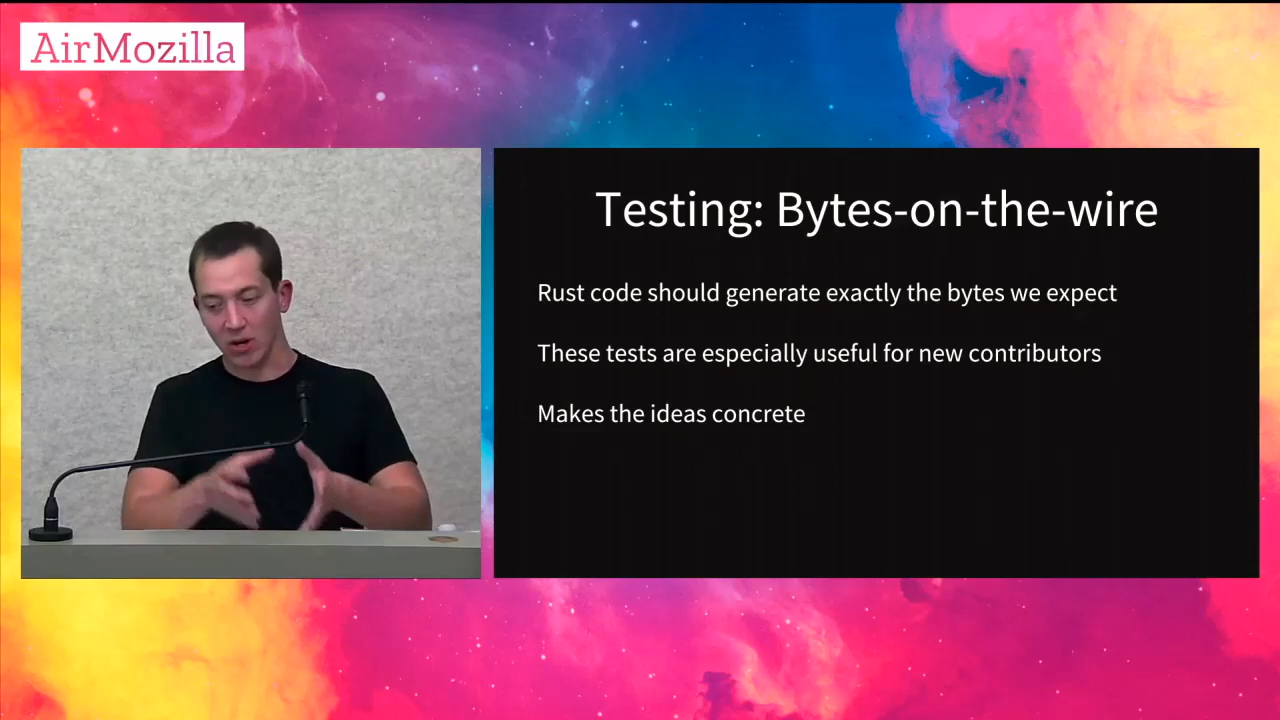 AirMozilla
Testing: Bytes-on-the-wire
Rust code should generate exactly the bytes we expect
These tests are especially useful for new contributors
Makes the ideas concrete